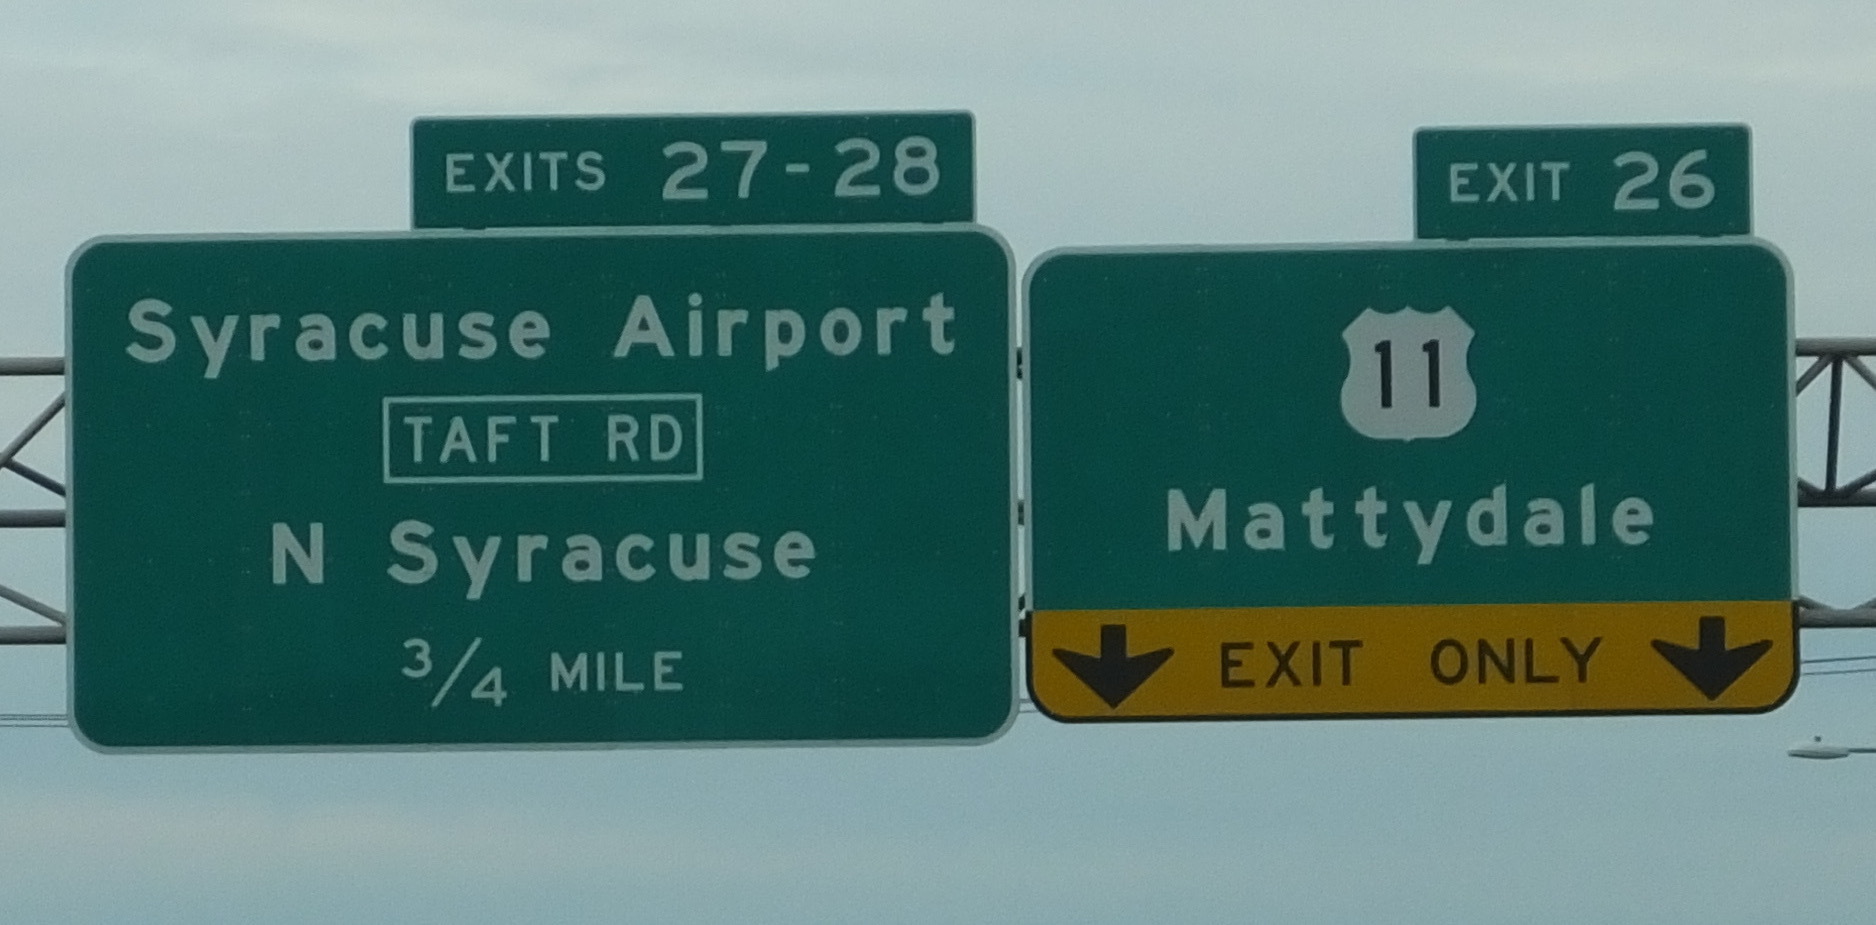 EXITS 27-28
Syracuse Airport
TAFT RD
N Syracuse
3/4 MILE
EXIT 26
11
Mattydale
EXIT ONLY